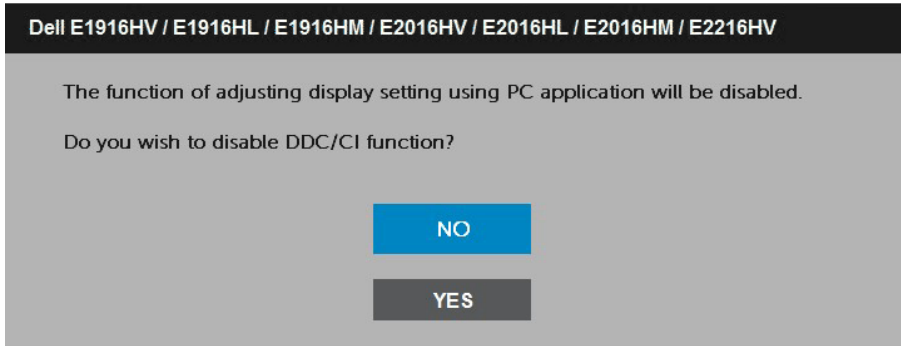 Dell E1916HV / E1916HL / E1916HM / E2016HV / E2016HL / E2016HM / E2216HV
The function of adjusting display setting using PC application will be disabled.
Do you wish to disable DDC/CI function?
NO
YES